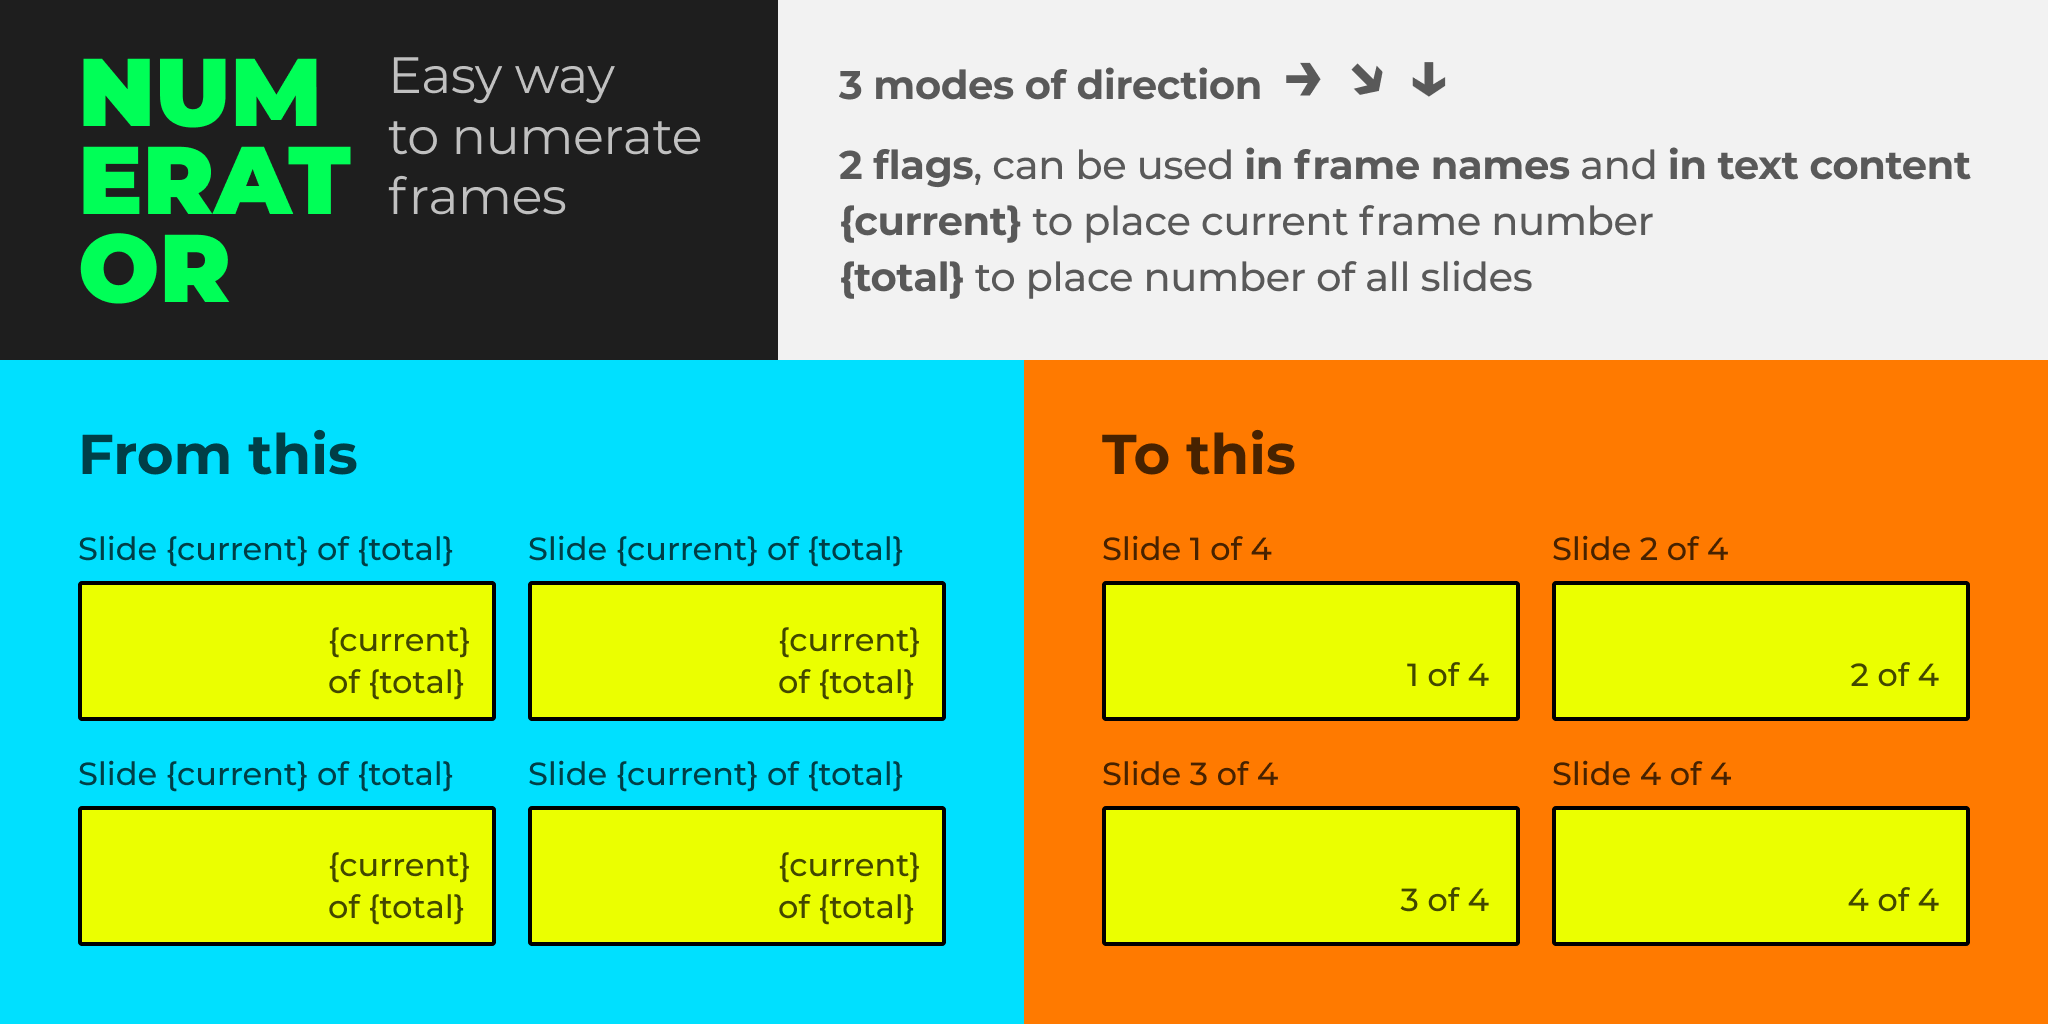 NUM
ERAT
OR
Easy way
to numerate
frames
3 modes of direction → ↘ ↓
2 flags, can be used in frame names and in text content
{current} to place current frame number
{total} to place number of all slides
From this
Slide {current} of {total}
{current}
of {total}
Slide {current} of {total}
{current}
of {total}
Slide {current} of {total}
{current}
of {total}
Slide {current} of {total}
{current}
of {total}
To this
Slide 1 of 4
1 of 4
Slide 2 of 4
2 of 4
Slide 3 of 4
3 of 4
Slide 4 of 4
4 of 4